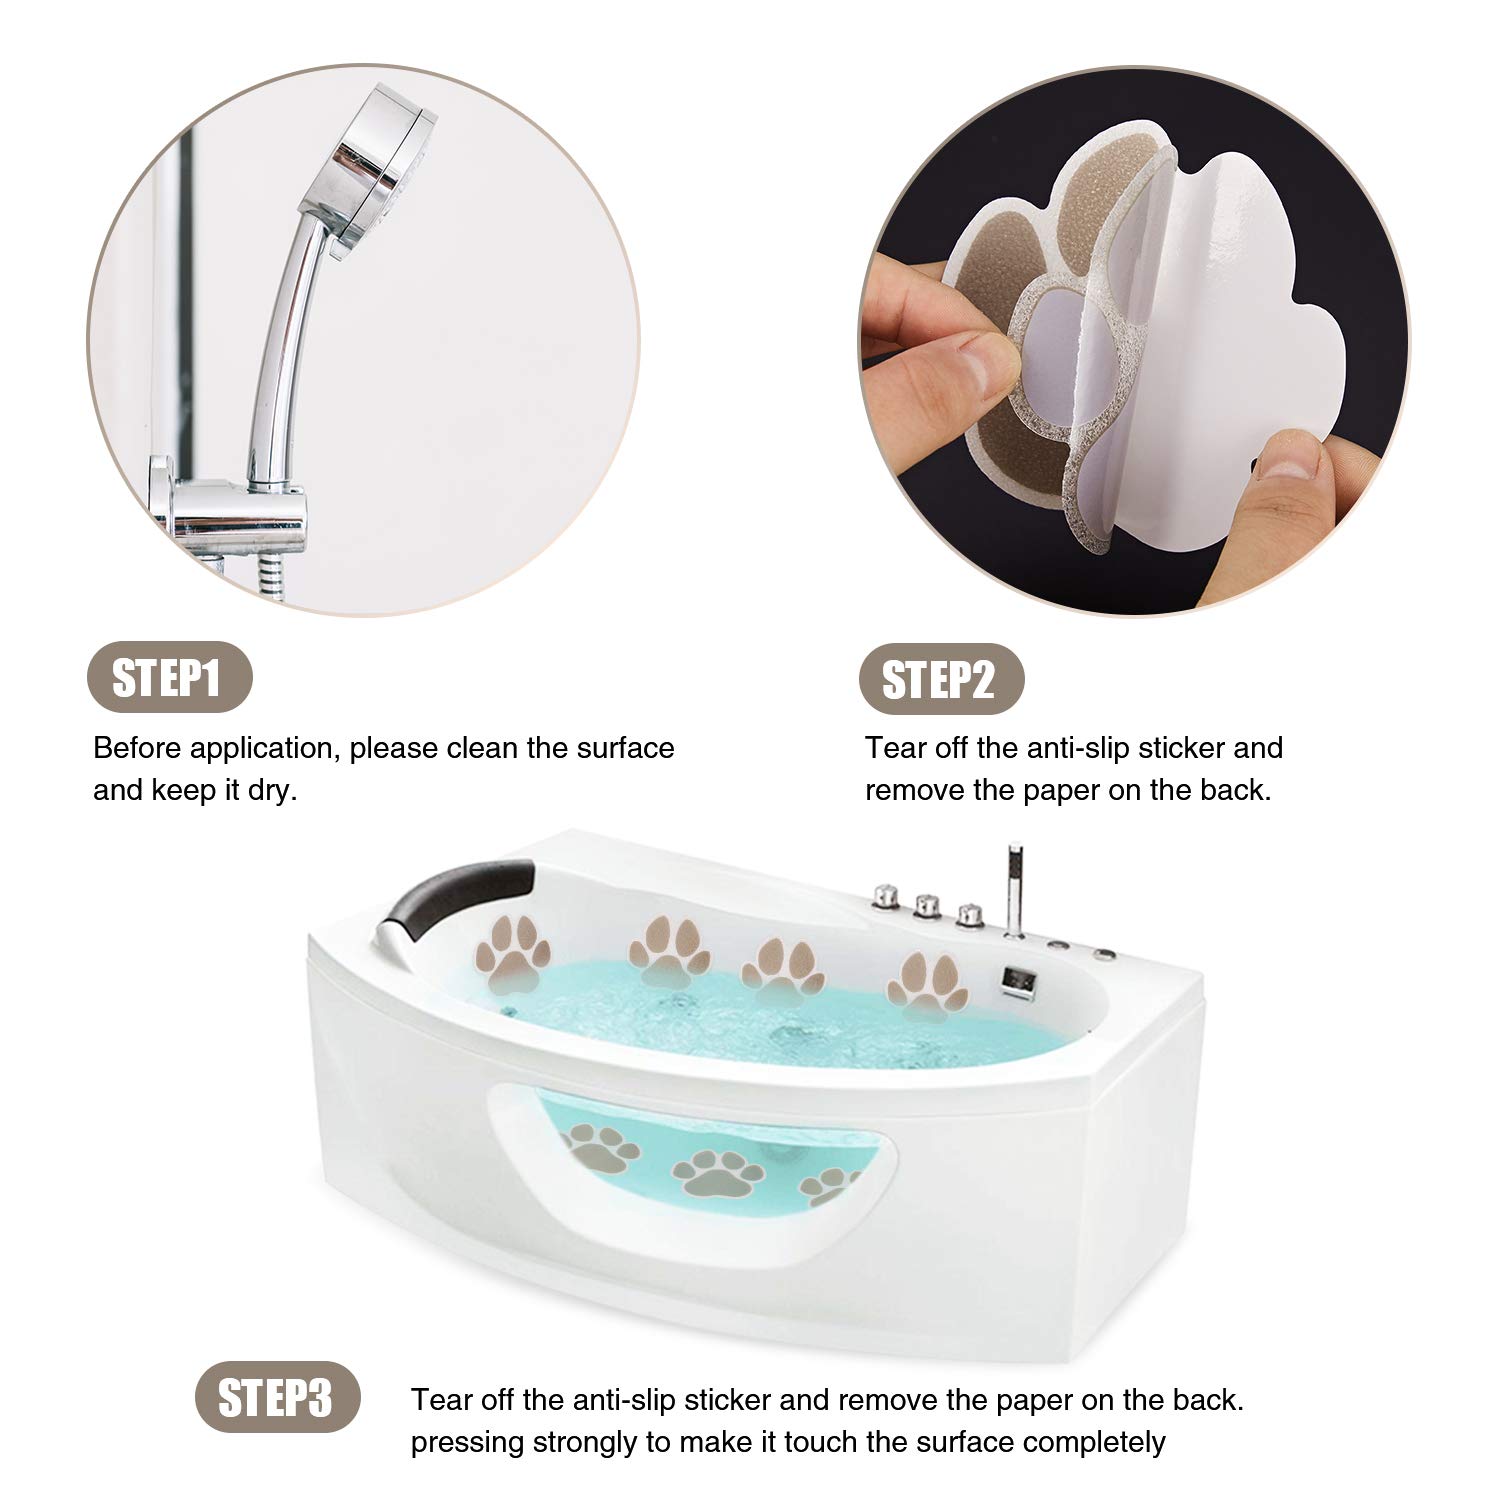 STEP1
Before application, please clean the surface
and keep it dry.
STEP2
Tear off the anti-slip sticker and
remove the paper on the back.
STEP3
Tear off the anti-slip sticker and remove the paper on the back.
pressing strongly to make it touch the surface completely